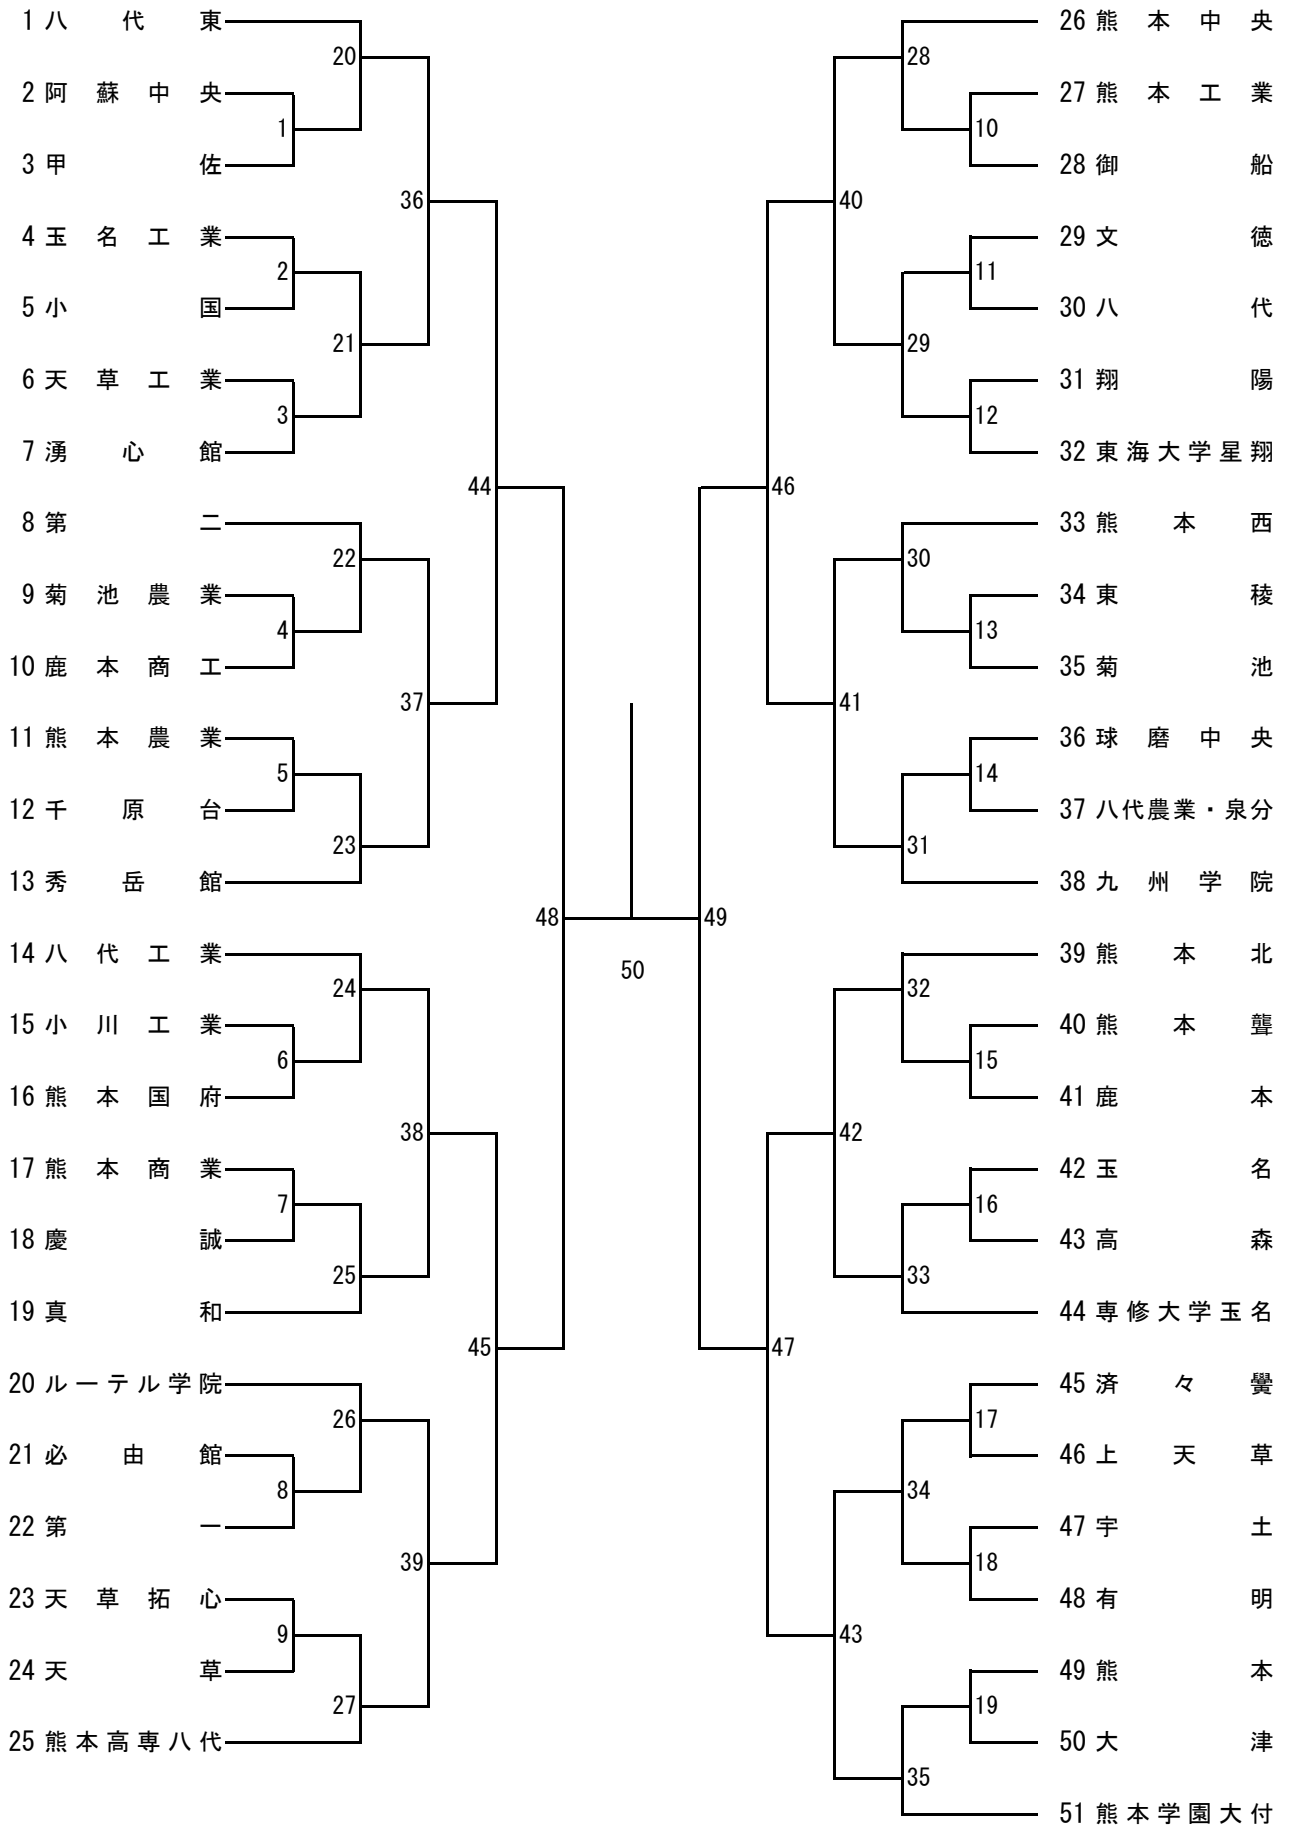 1 八代東
20
2 阿蘇中央
1
3 甲佐
36
4 玉名工業
2
5 小国
21
6 天草工業
3
7 湧心館
44
8 第二
22
9 菊池農業
4
10 鹿本商工
37
11 熊本農業
5
12 千原台
23
13 秀岳館
48
14 八代工業
24
15 小川工業
6
16 熊本国府
38
17 熊本商業
7
18 慶誠
25
19 真和
45
20 ルーテル学院
26
21 必由館
8
22 第一
39
23 天草拓心
9
24 天草
27
25 熊本高専八代
50
26 熊本中央
28
27 熊本工業
10
28 御船
40
29 文徳
11
30 八代
29
31 翔陽
12
32 東海大学星翔
46
33 熊本西
30
34 東稜
13
35 菊池
41
36 球磨中央
14
37 八代農業・泉分
31
38 九州学院
49
39 熊本北
32
40 熊本聾
15
41 鹿本
42
42 玉名
16
43 高森
33
44 専修大学玉名
47
45 済々黌
17
46 上天草
34
47 宇土
18
48 有明
43
49 熊本
19
50 大津
35
51 熊本学園大付